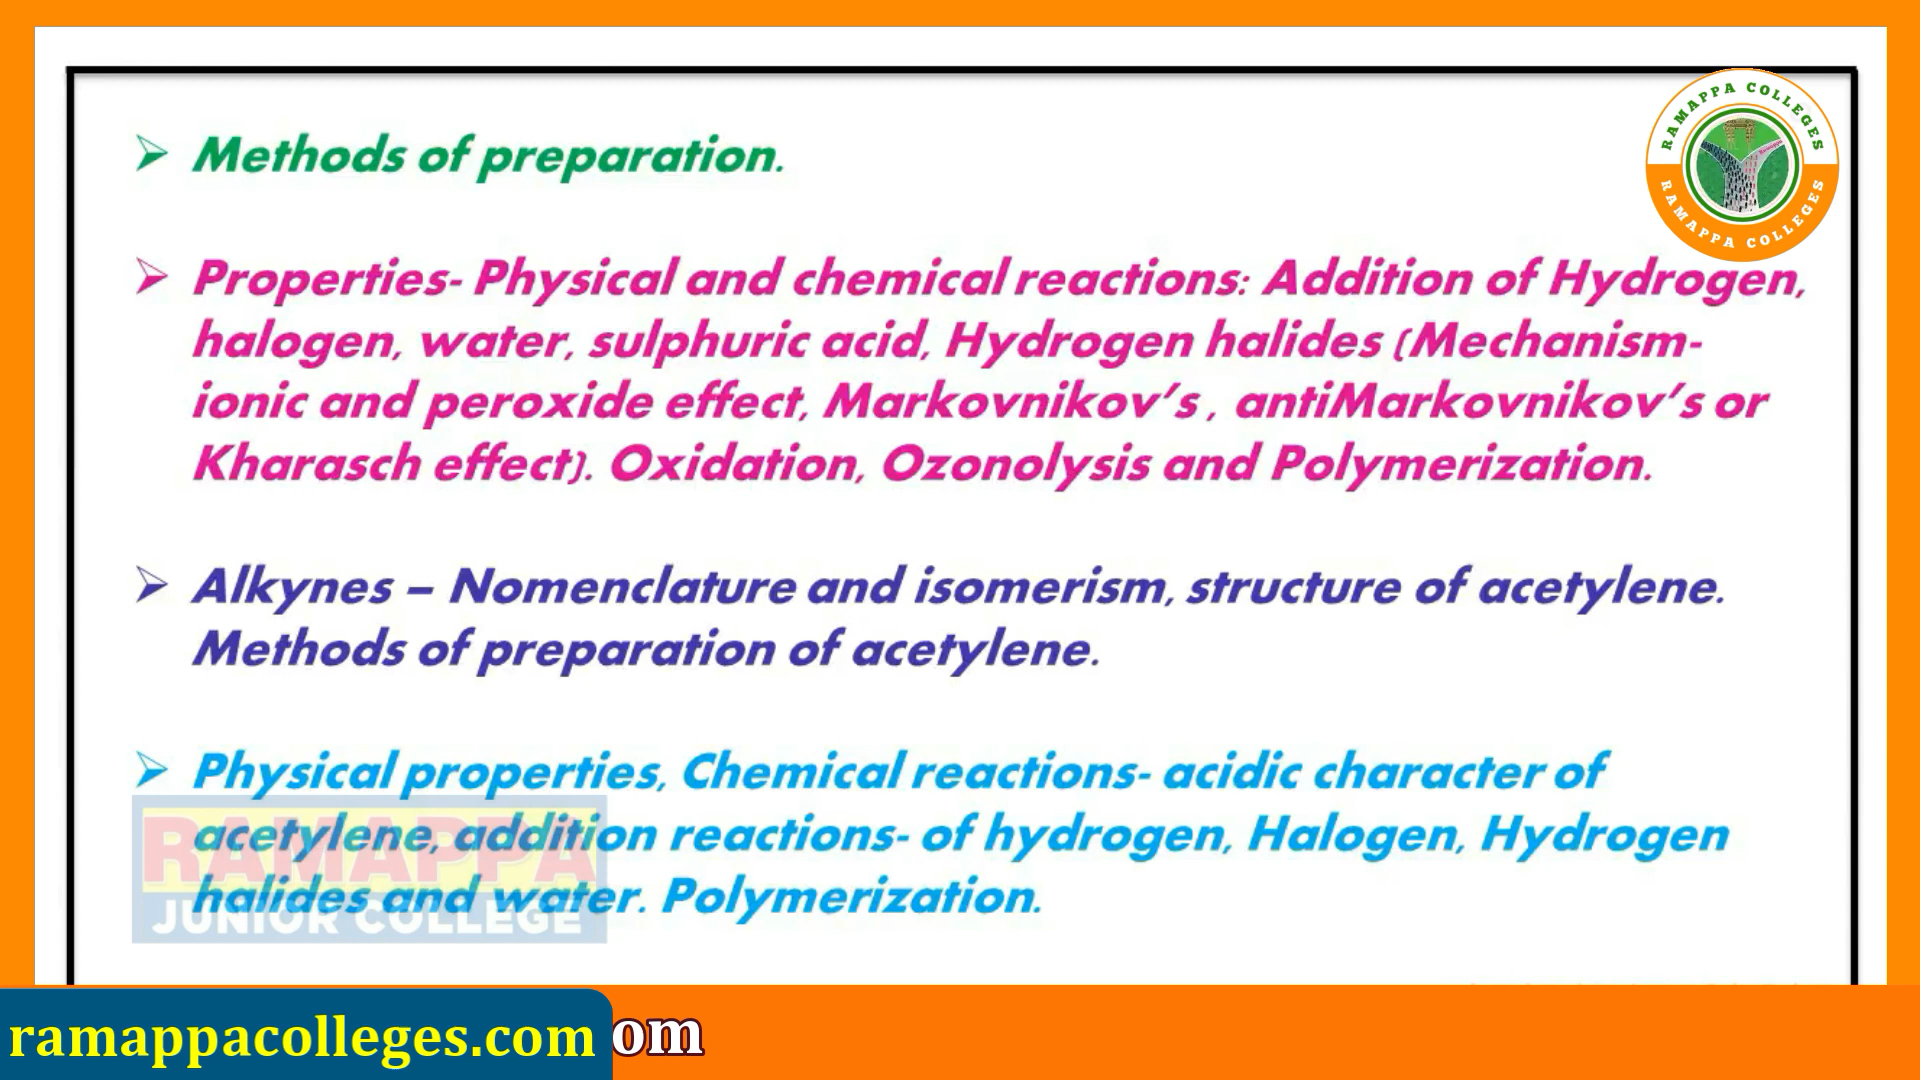 RAMAPPA COLLEGES
RAMAPPA COLLEGES
Methods of preparation.
Properties- Physical and chemical reactions: Addition of Hydrogen,
halogen, water, sulphuric acid, Hydrogen halides (Mechanism-
ionic and peroxide effect, Markovnikov's , antiMarkovnikov's or
Kharasch effect). Oxidation, Ozonolysis and Polymerization.
Alkynes – Nomenclature and isomerism, structure of acetylene.
Methods of preparation of acetylene.
Physical properties, Chemical reactions- acidic character of
acetylene, addition reactions- of hydrogen, Halogen, Hydrogen
halides and water. Polymerization.
RAMAPPA
JUNIOR COLLEGE
ramappacolleges.com
om